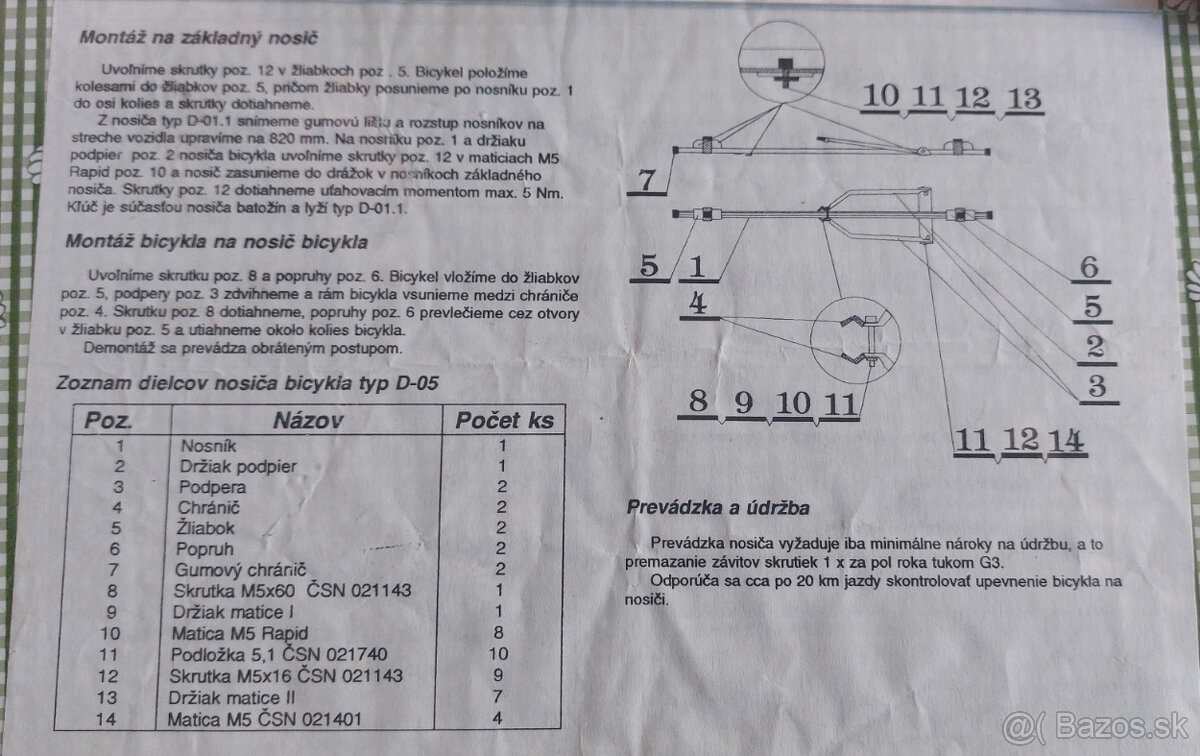 Montáž na základný nosič
Uvoľníme skrutky poz. 12 v žliabkoch poz . 5. Bicykel položíme
kolesami do žliabkov poz. 5, pričom žliabky posunieme po nosníku poz. 1
do osi kolies a skrutky dotiahneme.
Z nosiča typ D-01.1 snímeme gumovú lištu a rozstup nosníkov na
streche vozidla upravíme na 820 mm. Na nosníku poz. 1 a držiaku
podpier poz. 2 nosiča bicykla uvoľníme skrutky poz. 12 v maticiach M5
Rapid poz. 10 a nosič zasunieme do drážok v nosníkoch základného
nosiča. Skrutky poz. 12 dotiahneme uťahovacím momentom max. 5 Nm.
Kľúč je súčasťou nosiča batožín a lyží typ D-01.1.
Montáž bicykla na nosič bicykla
Uvoľníme skrutku poz. 8 a popruhy poz. 6. Bicykel vložíme do žliabkov
poz. 5, podpery poz. 3 zdvihneme a rám bicykla vsunieme medzi chrániče
poz. 4. Skrutku poz. 8 dotiahneme, popruhy poz. 6 prevlečieme cez otvory
v žliabku poz. 5 a utiahneme okolo kolies bicykla.
Demontáž sa prevádza obráteným postupom.
Zoznam dielcov nosiča bicykla typ D-05
Poz. Názov Počet ks
1 Nosník 1
2 Držiak podpier 1
3 Podpera 2
4 Chránič 2
5 Žliabok 2
6 Popruh 2
7 Gumový chránič 2
8 Skrutka M5x60 ČSN 021143 1
9 Držiak matice I 1
10 Matica M5 Rapid 8
11 Podložka 5,1 ČSN 021740 10
12 Skrutka M5x16 ČSN 021143 9
13 Držiak matice II 7
14 Matica M5 ČSN 021401 4
10 11 12 13
7
5 1
4
6
5
2
3
8 9 10 11
11 12 14
Prevádzka a údržba
Prevádzka nosiča vyžaduje iba minimálne nároky na údržbu, a to
premazanie závitov skrutiek 1 x za pol roka tukom G3.
Odporúča sa cca po 20 km jazdy skontrolovať upevnenie bicykla na
nosiči.
@( Bazos.sk